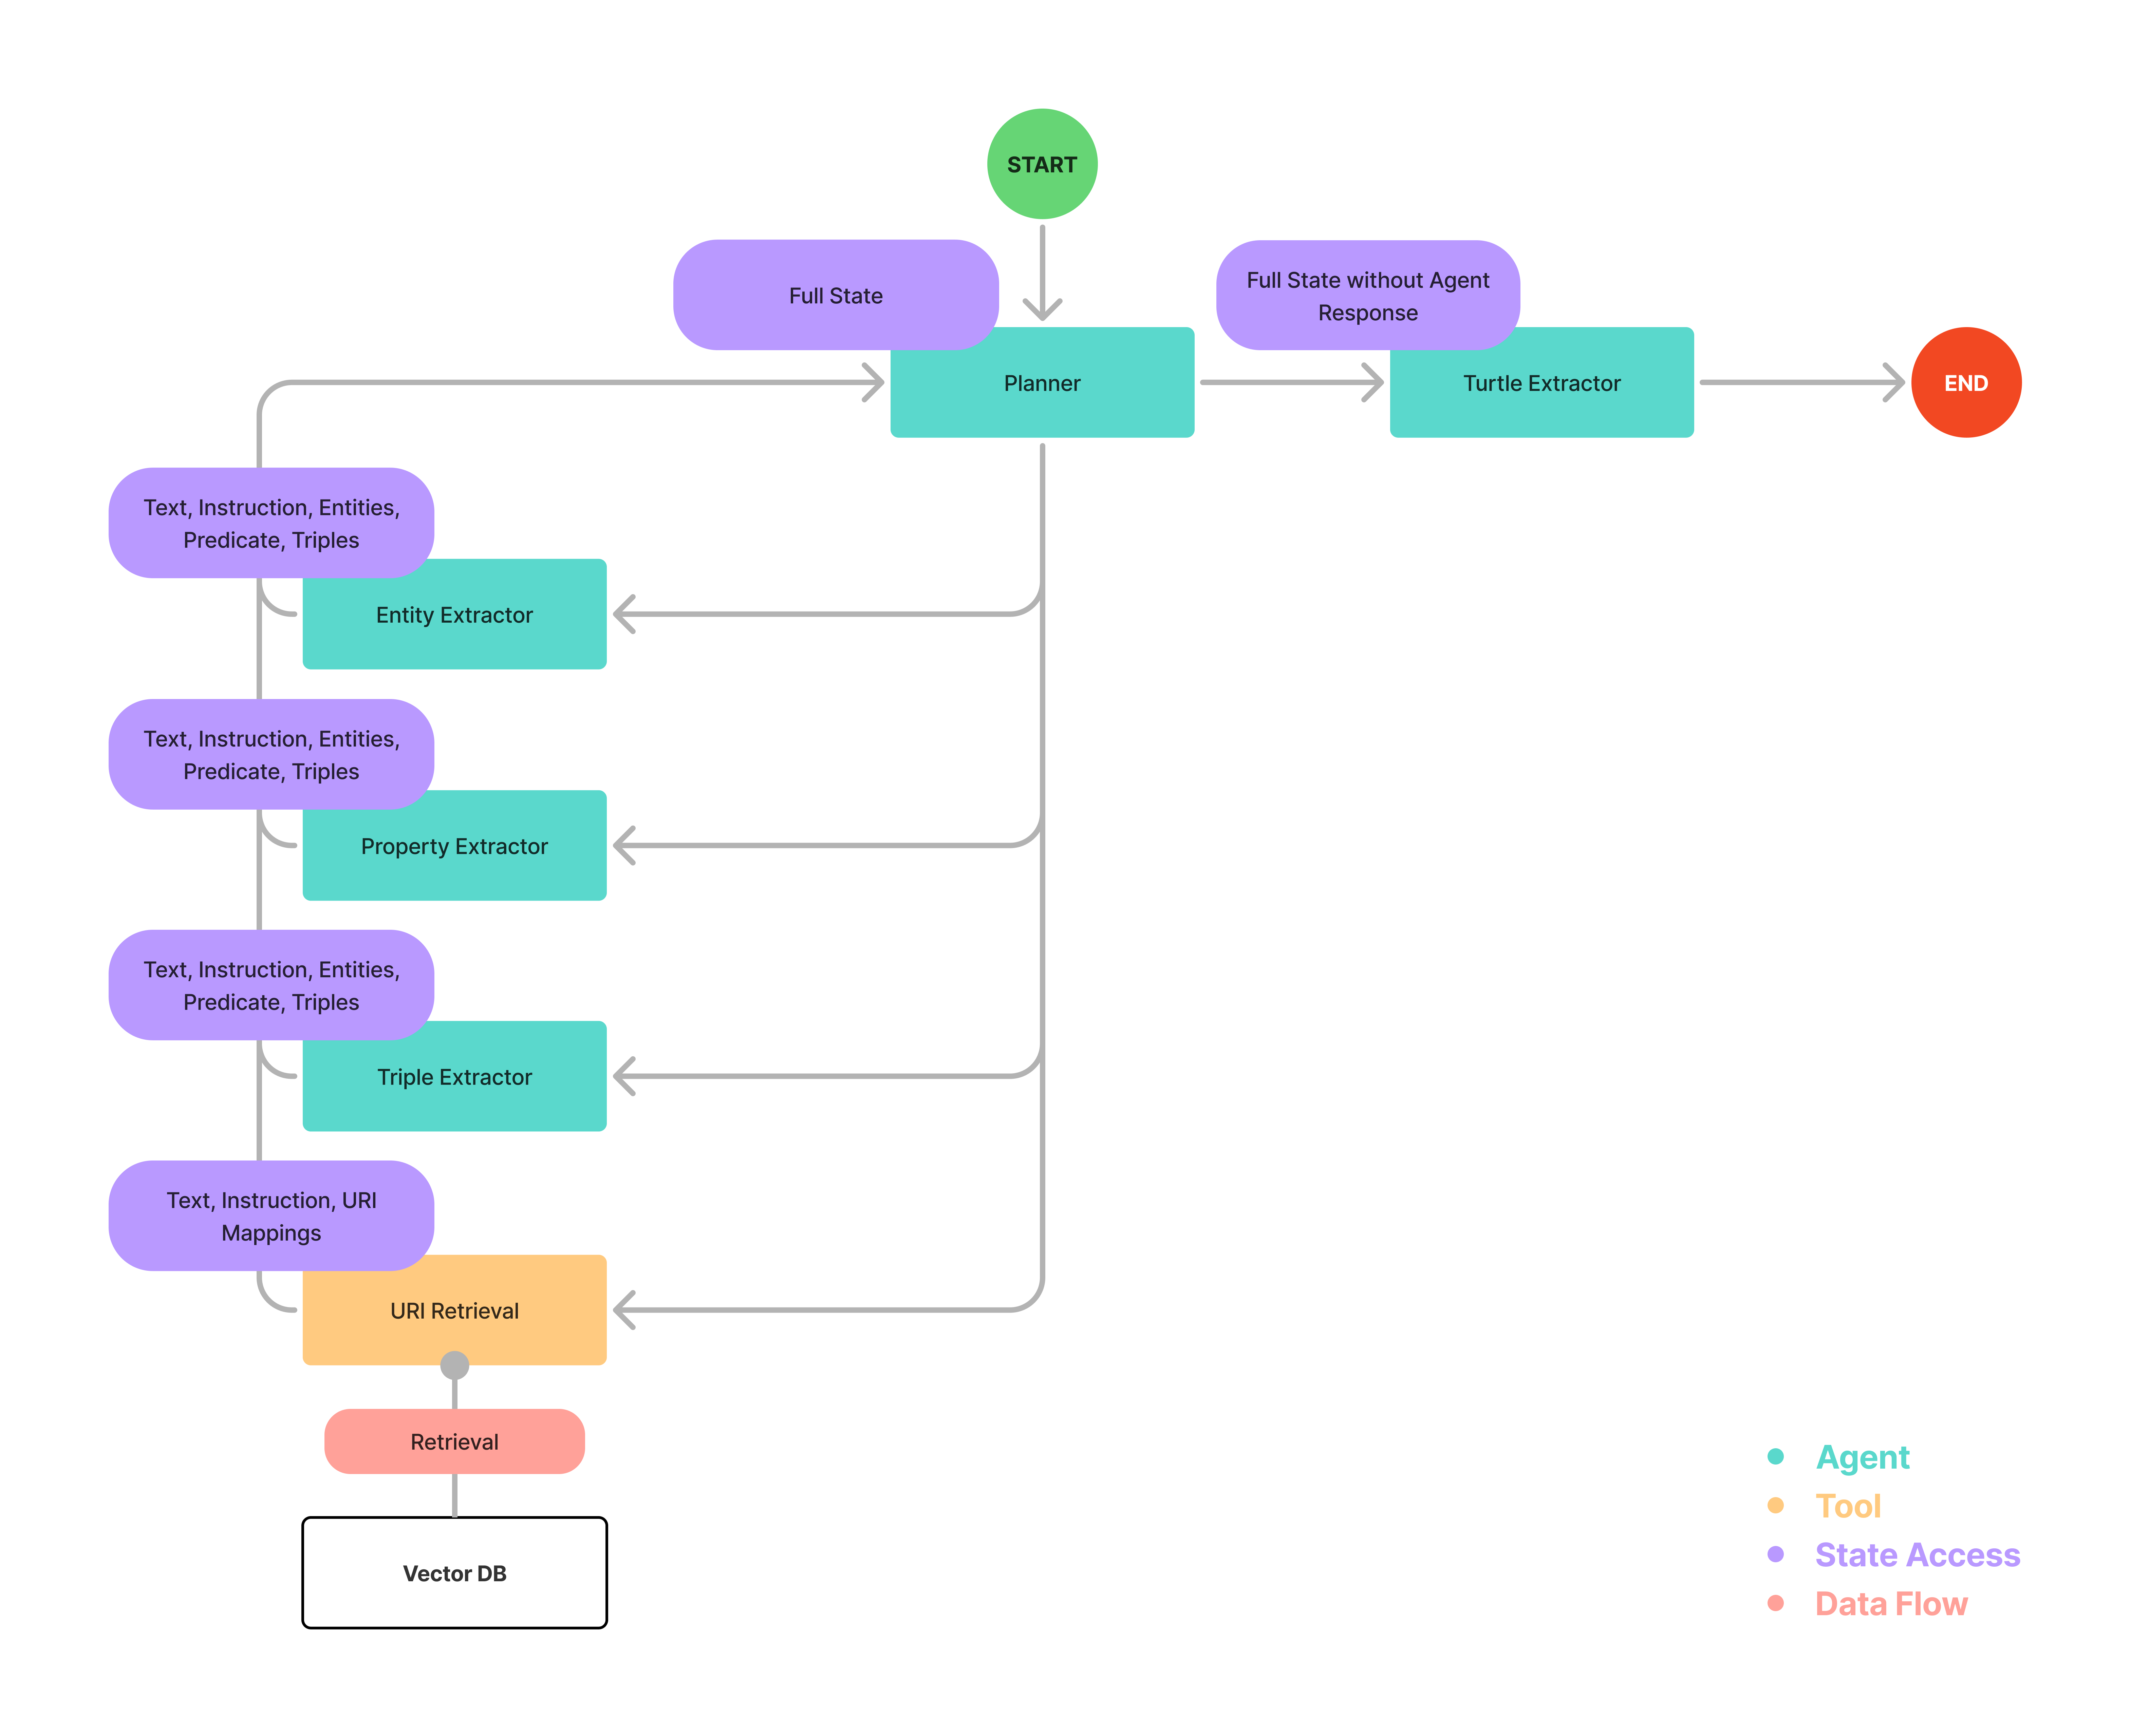 START
Full State
Full State without Agent
Response
Planner
Turtle Extractor
END
Text, Instruction, Entities,
Predicate, Triples
Entity Extractor
Text, Instruction, Entities,
Predicate, Triples
Property Extractor
Text, Instruction, Entities,
Predicate, Triples
Triple Extractor
Text, Instruction, URI
Mappings
URI Retrieval
Retrieval
Vector DB
Agent
Tool
State Access
Data Flow